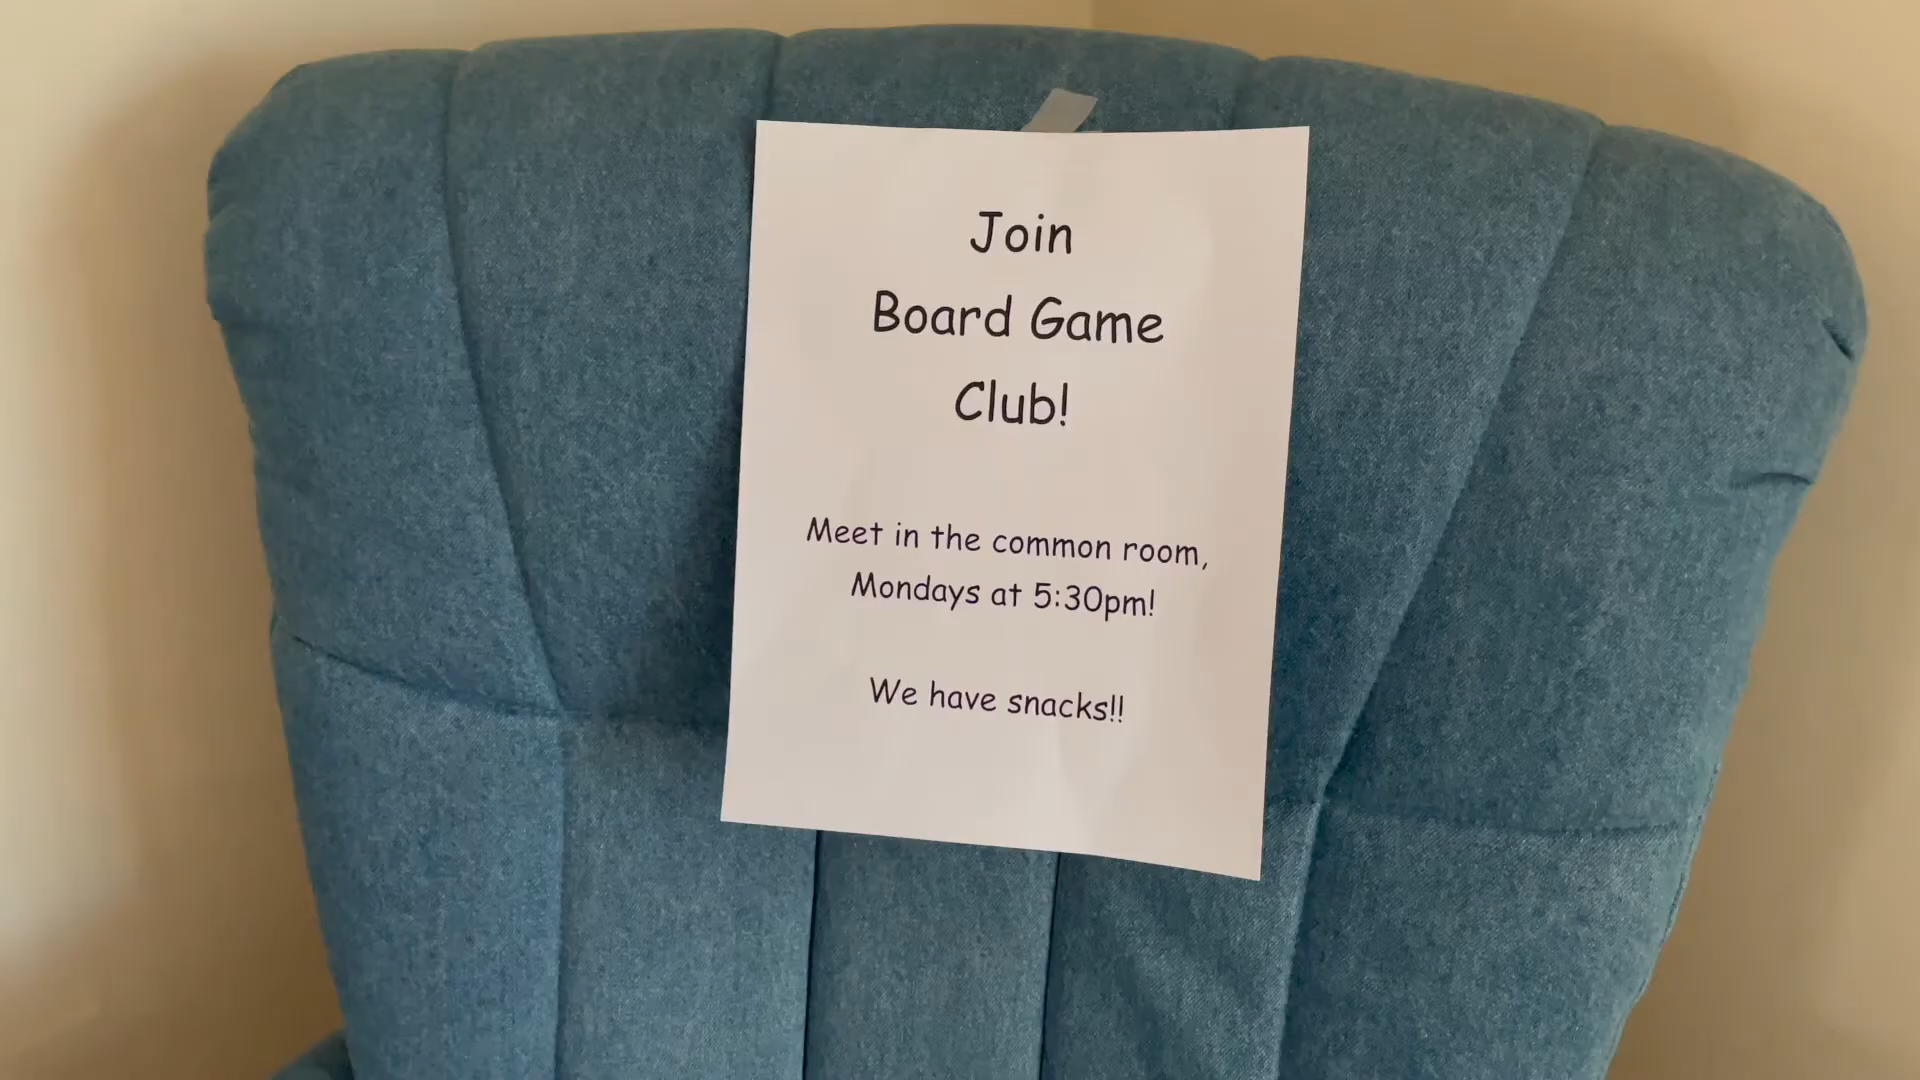 Join
Board Game
Club!
Meet in the common room,
Mondays at 5:30pm!
We have snacks!!